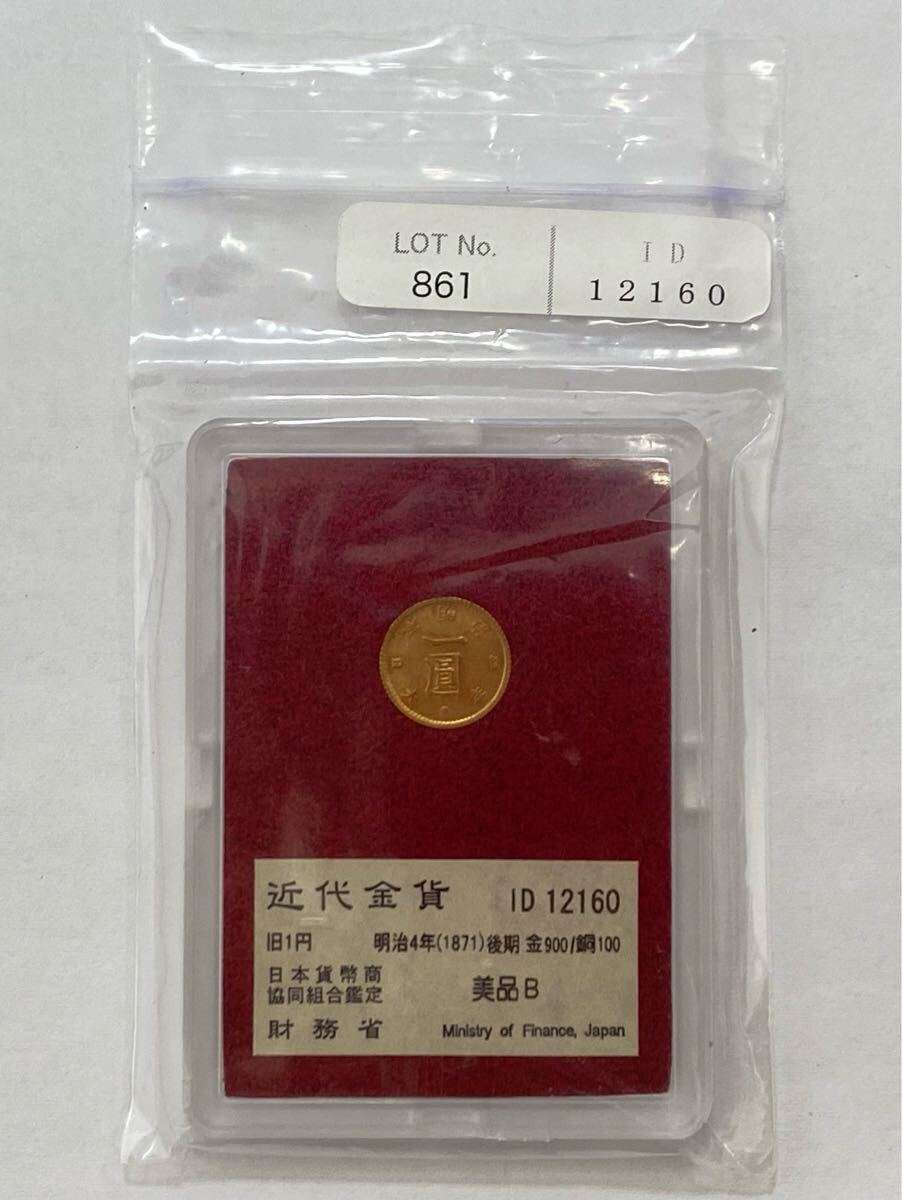 LOT No. ID
861 12160
一圓
近代金貨 ID 12160
旧1円 明治4年(1871)後期 金900/銅100
日本貨幣商
協同組合鑑定 美品B
財務省 Ministry of Finance, Japan